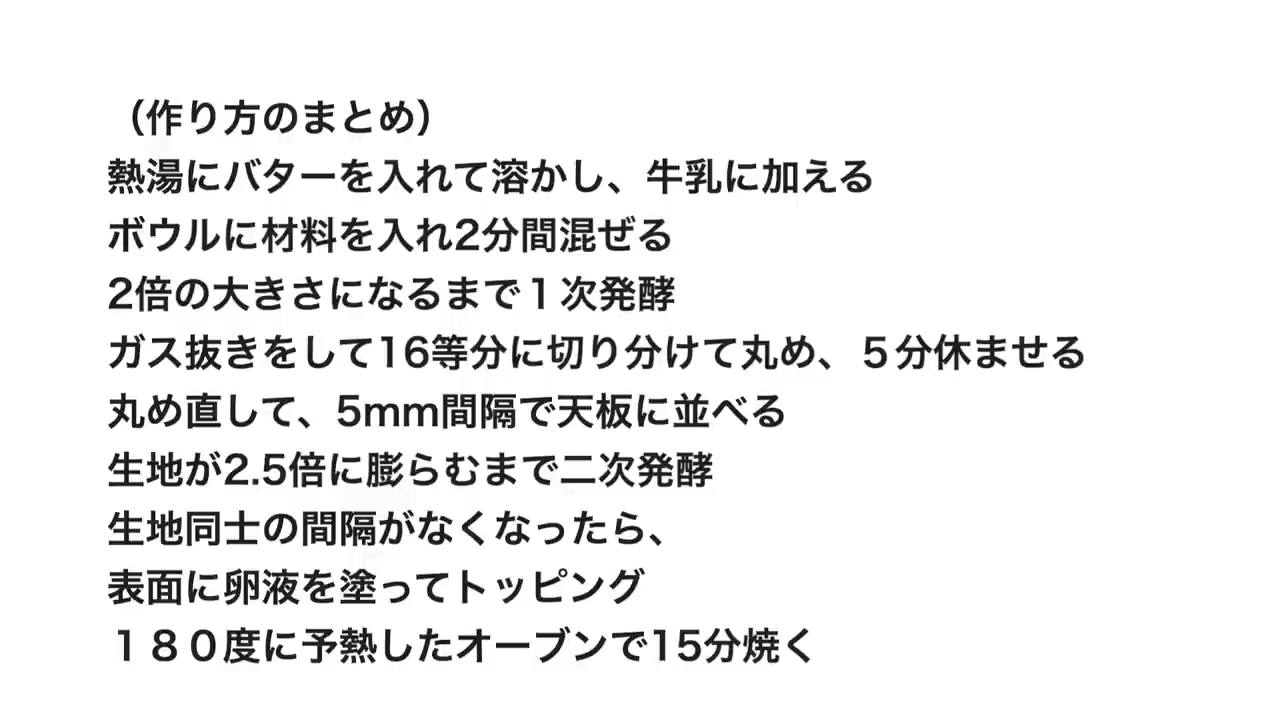 （作り方のまとめ）
熱湯にバターを入れて溶かし、牛乳に加える
ボウルに材料を入れ2分間混ぜる
2倍の大きさになるまで１次発酵
ガス抜きをして16等分に切り分けて丸め、５分休ませる
丸め直して、5mm間隔で天板に並べる
生地が2.5倍に膨らむまで二次発酵
生地同士の間隔がなくなったら、
表面に卵液を塗ってトッピング
１８０度に予熱したオーブンで15分焼く